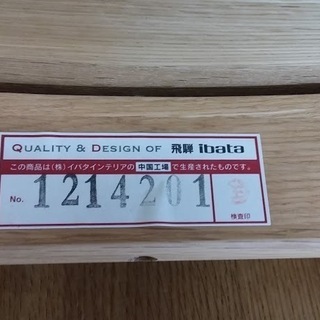 QUALITY & DESIGN OF 飛騨 ibata
この商品は(株)イバタインテリアの中国工場で生産されたものです。
No. 1214201
検査印